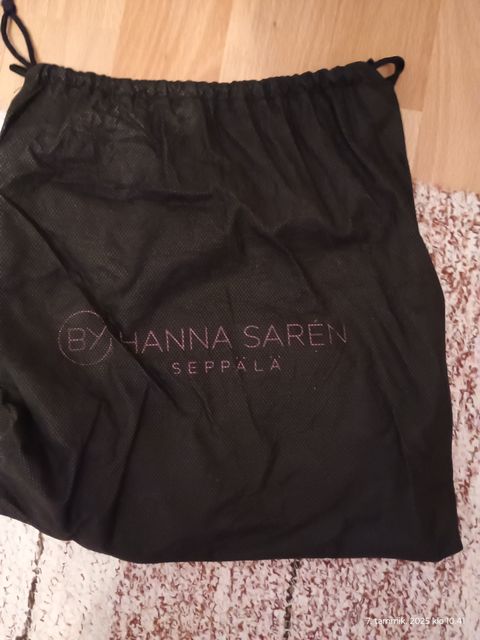 BY HANNA SARÉN
SEPPÄLÄ
7. tammik. 2025 klo 10.41